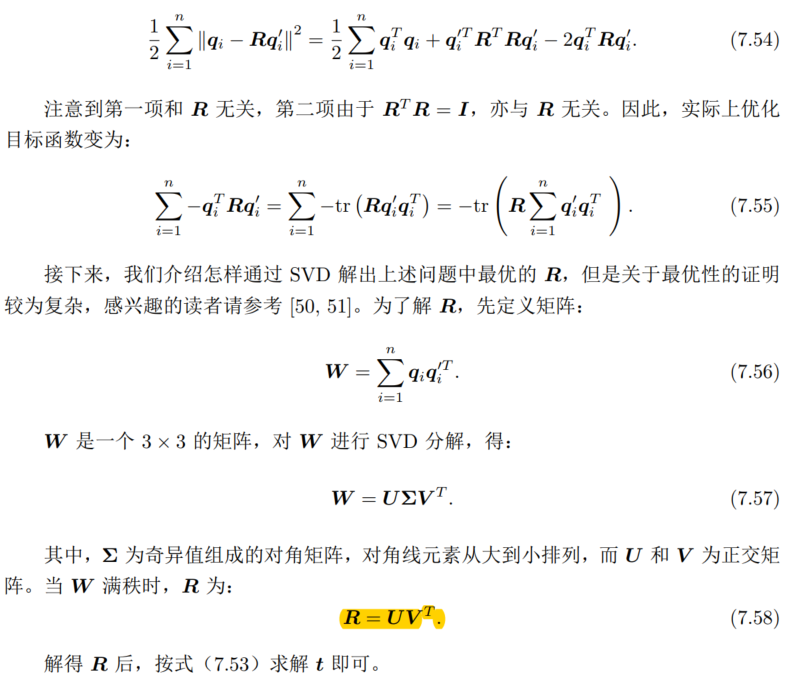 $\frac{1}{2}\sum_{i=1}^{n}\|\boldsymbol{q}_i - \boldsymbol{R}\boldsymbol{q}_i'\|^2 = \frac{1}{2}\sum_{i=1}^{n}\boldsymbol{q}_i^T\boldsymbol{q}_i + \boldsymbol{q}_i'^T\boldsymbol{R}^T\boldsymbol{R}\boldsymbol{q}_i' - 2\boldsymbol{q}_i^T\boldsymbol{R}\boldsymbol{q}_i'.$ (7.54)
注意到第一项和 $\boldsymbol{R}$ 无关，第二项由于 $\boldsymbol{R}^T\boldsymbol{R} = \boldsymbol{I}$，亦与 $\boldsymbol{R}$ 无关。因此，实际上优化
目标函数变为：
$\sum_{i=1}^{n}-\boldsymbol{q}_i^T\boldsymbol{R}\boldsymbol{q}_i' = \sum_{i=1}^{n}-\mathrm{tr}\left(\boldsymbol{R}\boldsymbol{q}_i'\boldsymbol{q}_i^T\right) = -\mathrm{tr}\left(\boldsymbol{R}\sum_{i=1}^{n}\boldsymbol{q}_i'\boldsymbol{q}_i^T\right).$ (7.55)
接下来，我们介绍怎样通过 SVD 解出上述问题中最优的 $\boldsymbol{R}$，但是关于最优性的证明
较为复杂，感兴趣的读者请参考 [50, 51]。为了解 $\boldsymbol{R}$，先定义矩阵：
$\boldsymbol{W} = \sum_{i=1}^{n}\boldsymbol{q}_i\boldsymbol{q}_i'^T.$ (7.56)
$\boldsymbol{W}$ 是一个 $3 \times 3$ 的矩阵，对 $\boldsymbol{W}$ 进行 SVD 分解，得：
$\boldsymbol{W} = \boldsymbol{U}\boldsymbol{\Sigma}\boldsymbol{V}^T.$ (7.57)
其中，$\boldsymbol{\Sigma}$ 为奇异值组成的对角矩阵，对角线元素从大到小排列，而 $\boldsymbol{U}$ 和 $\boldsymbol{V}$ 为正交矩
阵。当 $\boldsymbol{W}$ 满秩时，$\boldsymbol{R}$ 为：
$\boldsymbol{R} = \boldsymbol{U}\boldsymbol{V}^T.$ (7.58)
解得 $\boldsymbol{R}$ 后，按式（7.53）求解 $\boldsymbol{t}$ 即可。